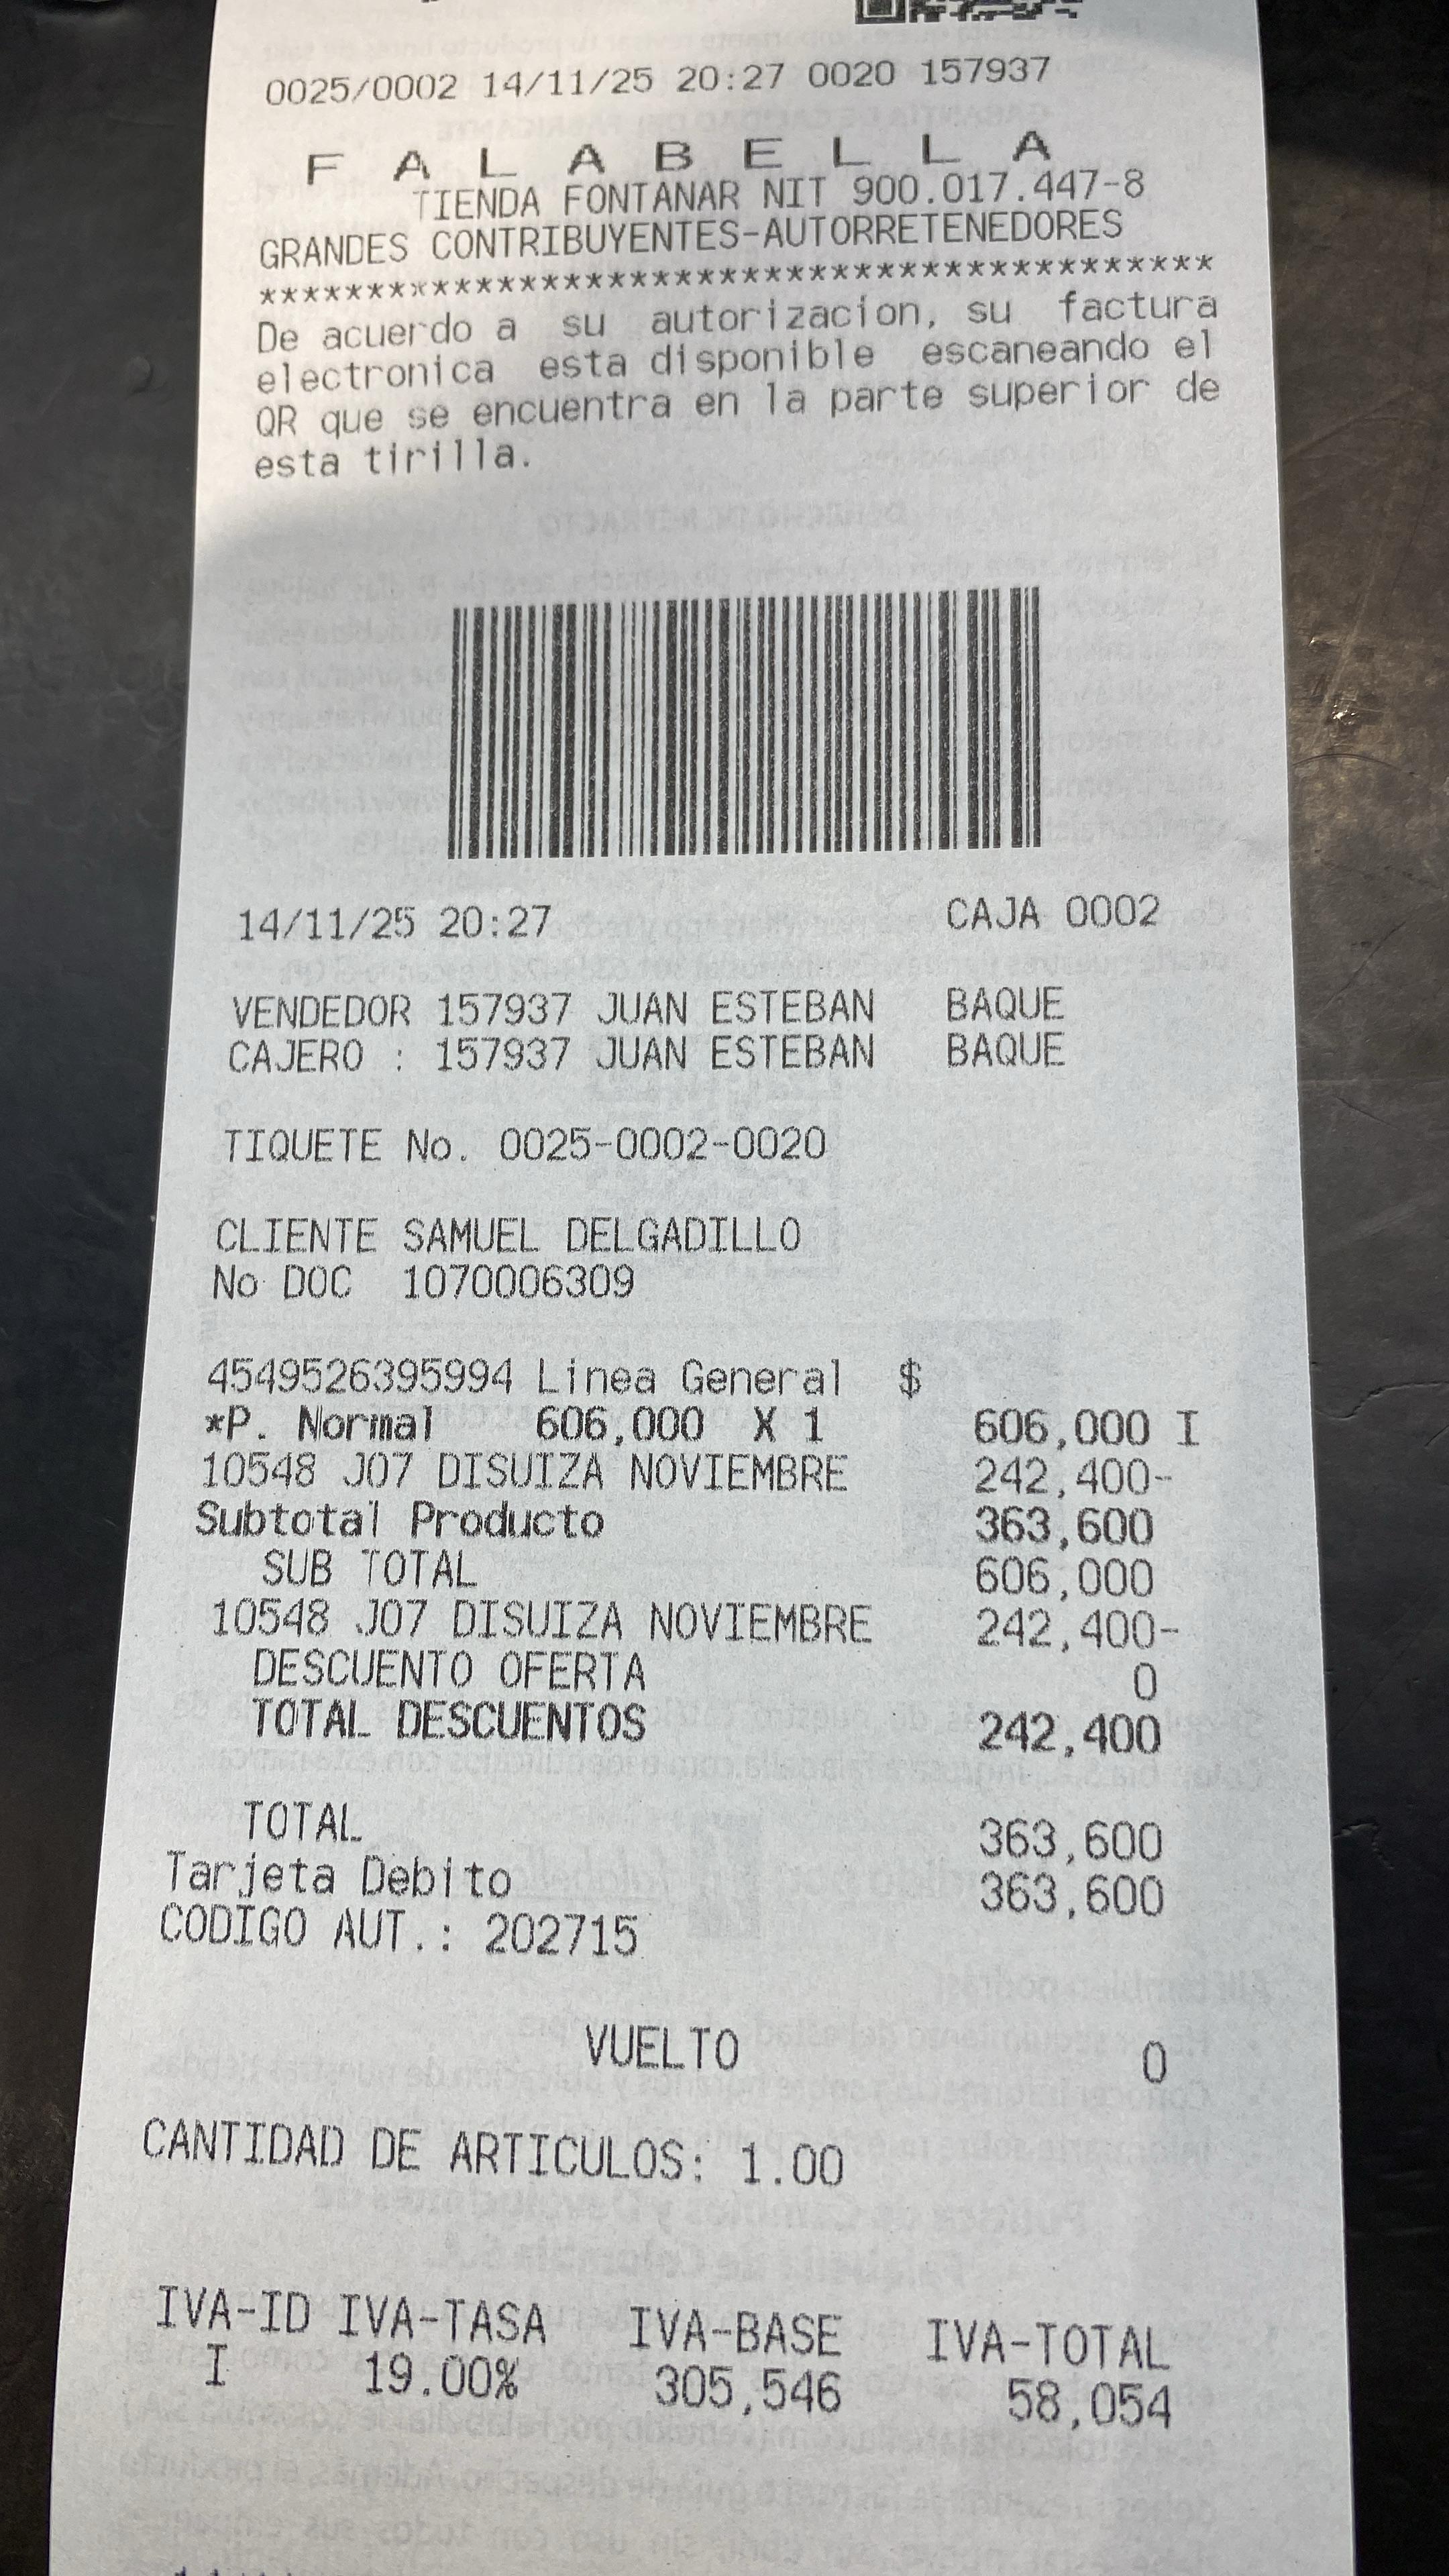 0025/0002 14/11/25 20:27 0020 157937
F A L A B E L L A
TIENDA FONTANAR NIT 900.017.447-8
GRANDES CONTRIBUYENTES-AUTORRETENEDORES
******************************************
De acuerdo a su autorizacion, su factura
electronica esta disponible escaneando el
QR que se encuentra en la parte superior de
esta tirilla.
14/11/25 20:27 CAJA 0002
VENDEDOR 157937 JUAN ESTEBAN BAQUE
CAJERO : 157937 JUAN ESTEBAN BAQUE
TIQUETE No. 0025-0002-0020
CLIENTE SAMUEL DELGADILLO
No DOC 1070006309
4549526395994 Linea General $
*P. Normal 606,000 X 1 606,000 I
10548 J07 DISUIZA NOVIEMBRE 242,400-
Subtotal Producto 363,600
SUB TOTAL 606,000
10548 J07 DISUIZA NOVIEMBRE 242,400-
DESCUENTO OFERTA 0
TOTAL DESCUENTOS 242,400
TOTAL 363,600
Tarjeta Debito 363,600
CODIGO AUT.: 202715
VUELTO 0
CANTIDAD DE ARTICULOS: 1.00
IVA-ID IVA-TASA IVA-BASE IVA-TOTAL
I 19.00% 305,546 58,054